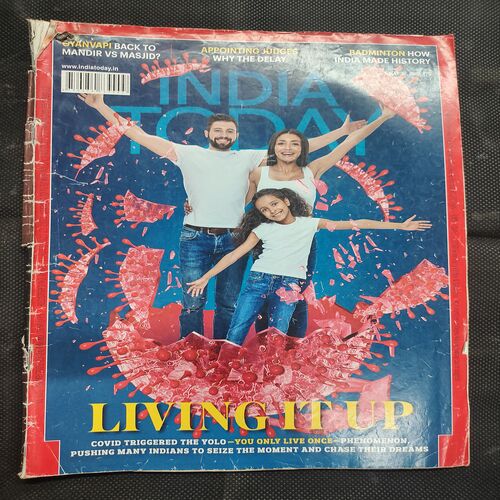 GYANVAPI BACK TO
MANDIR VS MASJID?
APPOINTING JUDGES
WHY THE DELAY
BADMINTON HOW
INDIA MADE HISTORY
www.indiatoday.in
INDIA
TODAY
LIVING IT UP
COVID TRIGGERED THE YOLO—YOU ONLY LIVE ONCE—PHENOMENON,
PUSHING MANY INDIANS TO SEIZE THE MOMENT AND CHASE THEIR DREAMS